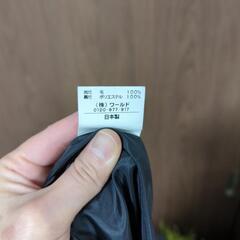 表地 毛 100%
裏地 ポリエステル 100%
(株)ワールド
0120-977-917
日本製